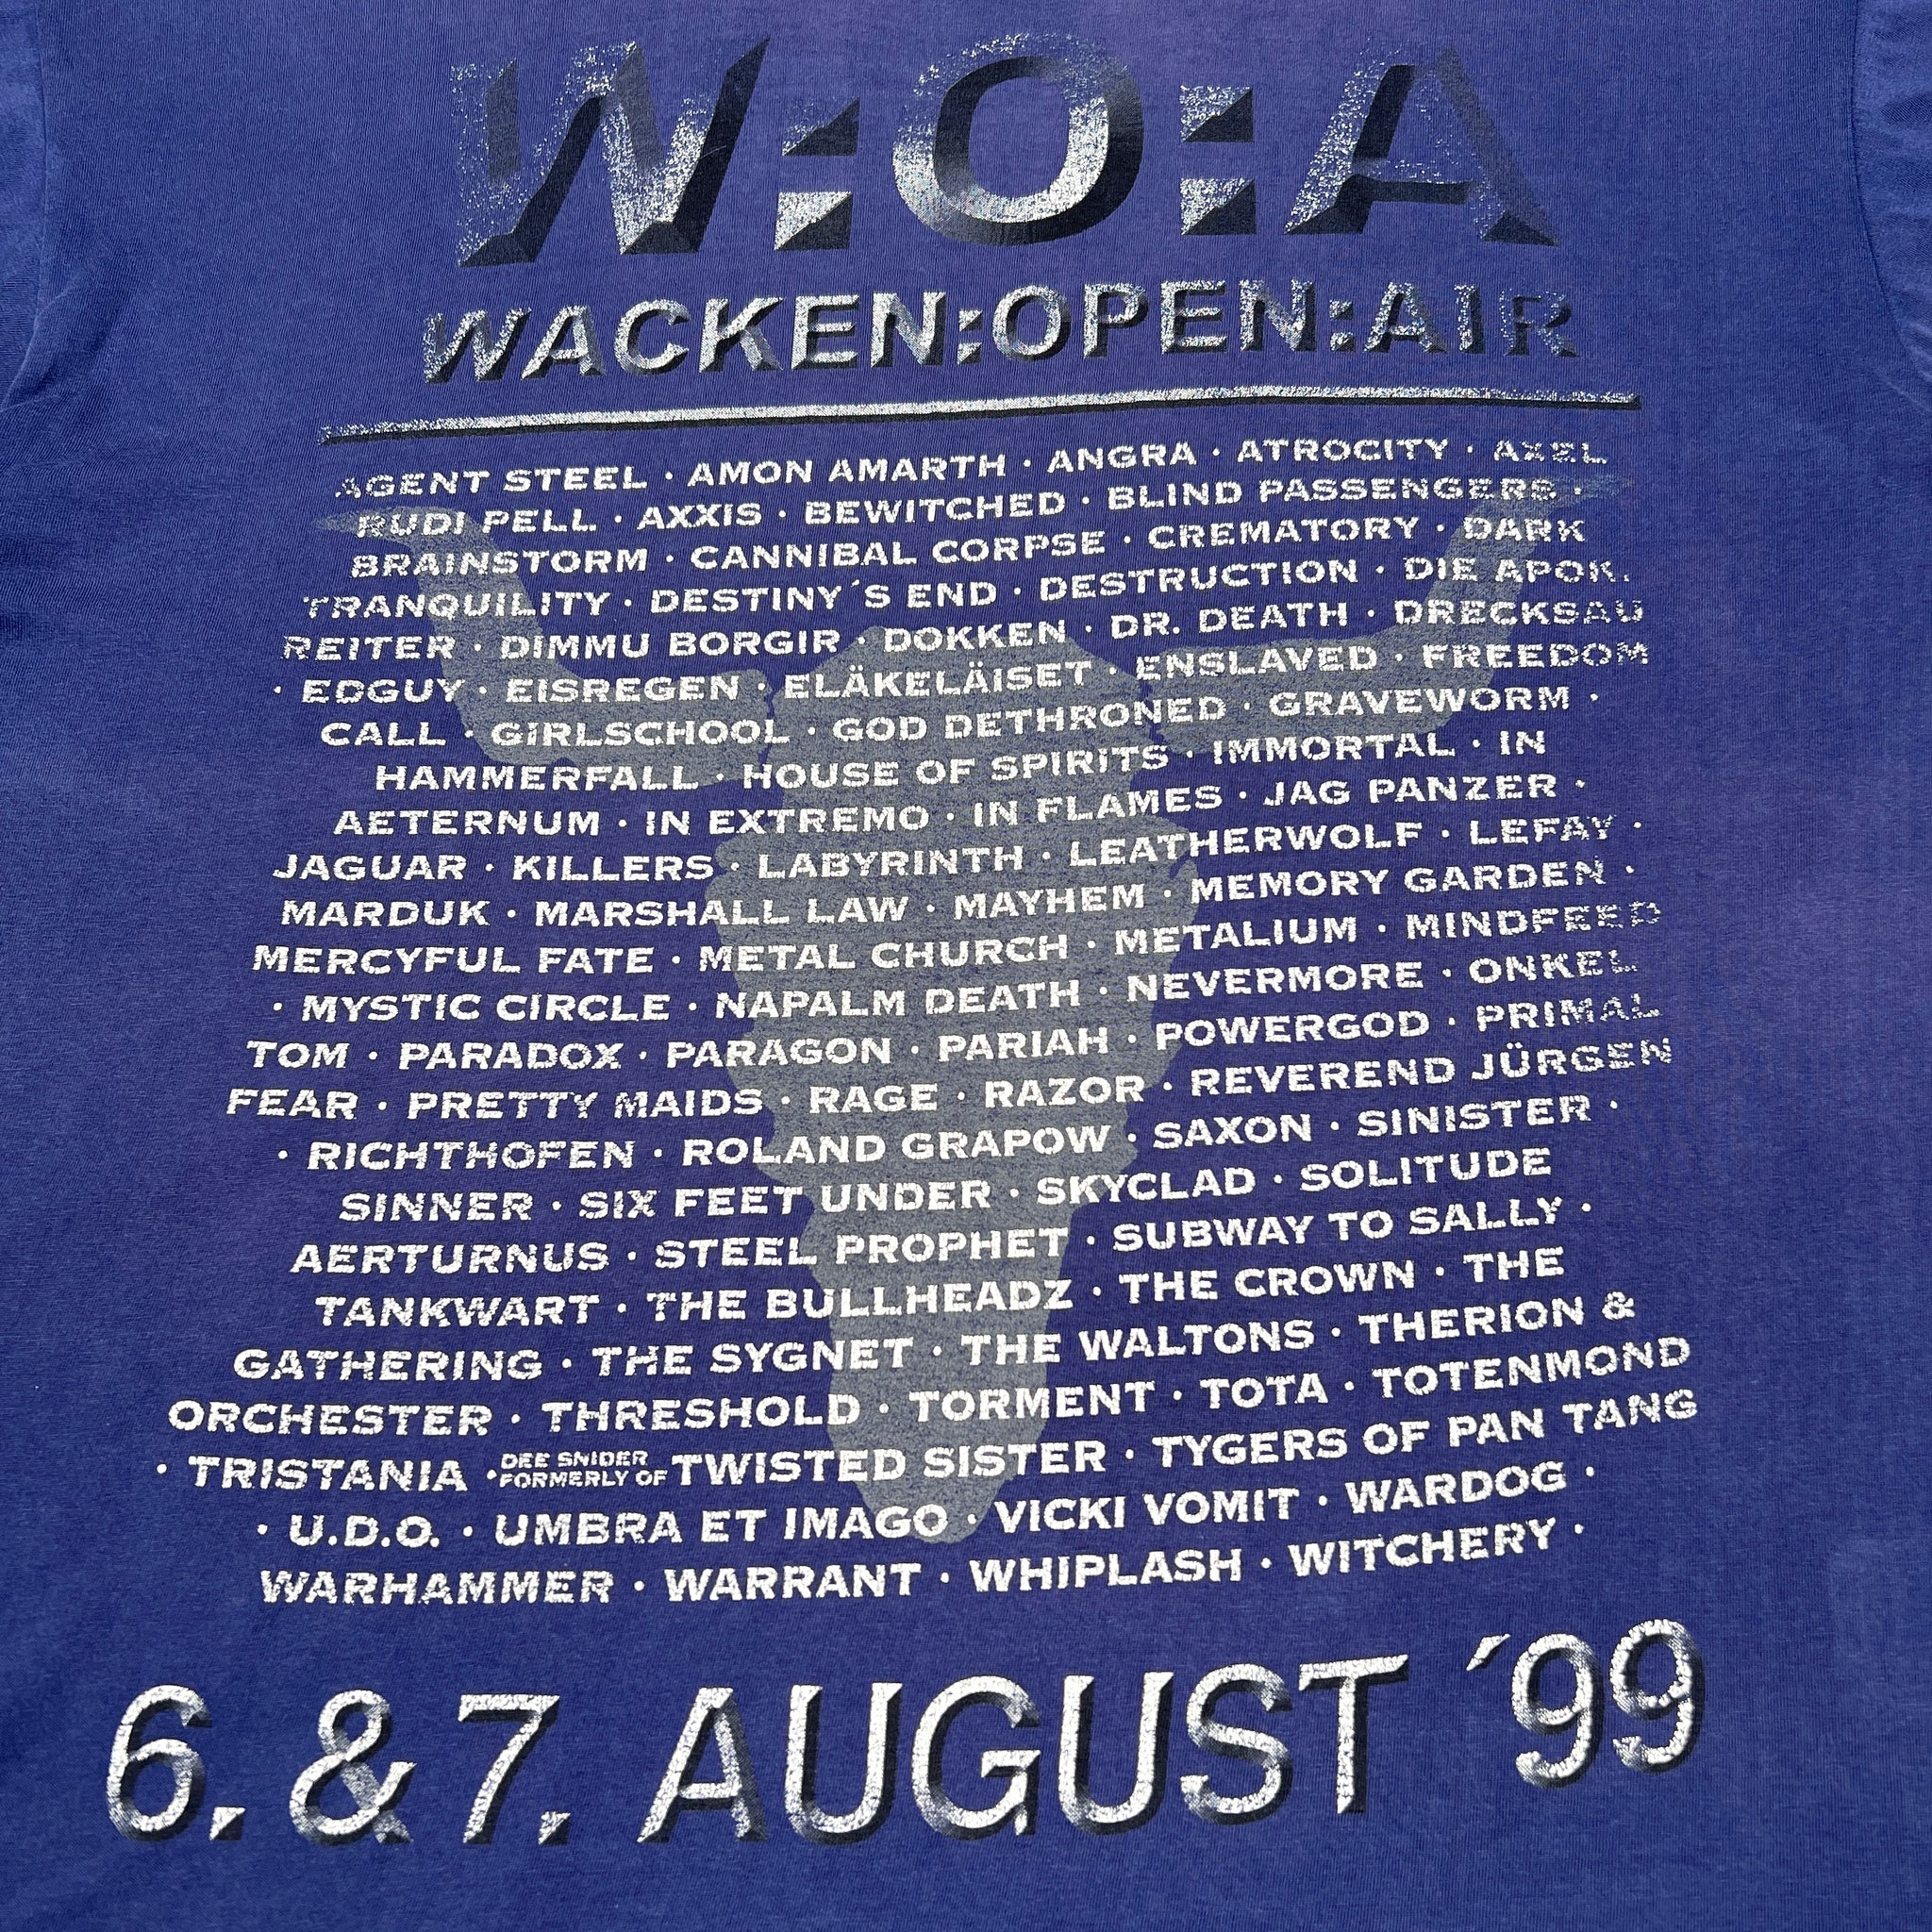 W:O:A
WACKEN:OPEN:AIR
AGENT STEEL · AMON AMARTH · ANGRA · ATROCITY · AXEL
RUDI PELL · AXXIS · BEWITCHED · BLIND PASSENGERS ·
BRAINSTORM · CANNIBAL CORPSE · CREMATORY · DARK
TRANQUILITY · DESTINY´S END · DESTRUCTION · DIE APOK.
REITER · DIMMU BORGIR · DOKKEN · DR. DEATH · DRECKSAU
· EDGUY · EISREGEN · ELÄKELÄISET · ENSLAVED · FREEDOM
CALL · GIRLSCHOOL · GOD DETHRONED · GRAVEWORM ·
HAMMERFALL · HOUSE OF SPIRITS · IMMORTAL · IN
AETERNUM · IN EXTREMO · IN FLAMES · JAG PANZER ·
JAGUAR · KILLERS · LABYRINTH · LEATHERWOLF · LEFAY ·
MARDUK · MARSHALL LAW · MAYHEM · MEMORY GARDEN ·
MERCYFUL FATE · METAL CHURCH · METALIUM · MINDFEED
· MYSTIC CIRCLE · NAPALM DEATH · NEVERMORE · ONKEL
TOM · PARADOX · PARAGON · PARIAH · POWERGOD · PRIMAL
FEAR · PRETTY MAIDS · RAGE · RAZOR · REVEREND JÜRGEN
· RICHTHOFEN · ROLAND GRAPOW · SAXON · SINISTER ·
SINNER · SIX FEET UNDER · SKYCLAD · SOLITUDE
AERTURNUS · STEEL PROPHET · SUBWAY TO SALLY ·
TANKWART · THE BULLHEADZ · THE CROWN · THE
GATHERING · THE SYGNET · THE WALTONS · THERION &
ORCHESTER · THRESHOLD · TORMENT · TOTA · TOTENMOND
· TRISTANIA · DEE SNIDER FORMERLY OF TWISTED SISTER · TYGERS OF PAN TANG
· U.D.O. · UMBRA ET IMAGO · VICKI VOMIT · WARDOG ·
WARHAMMER · WARRANT · WHIPLASH · WITCHERY ·
6. & 7. AUGUST ´99